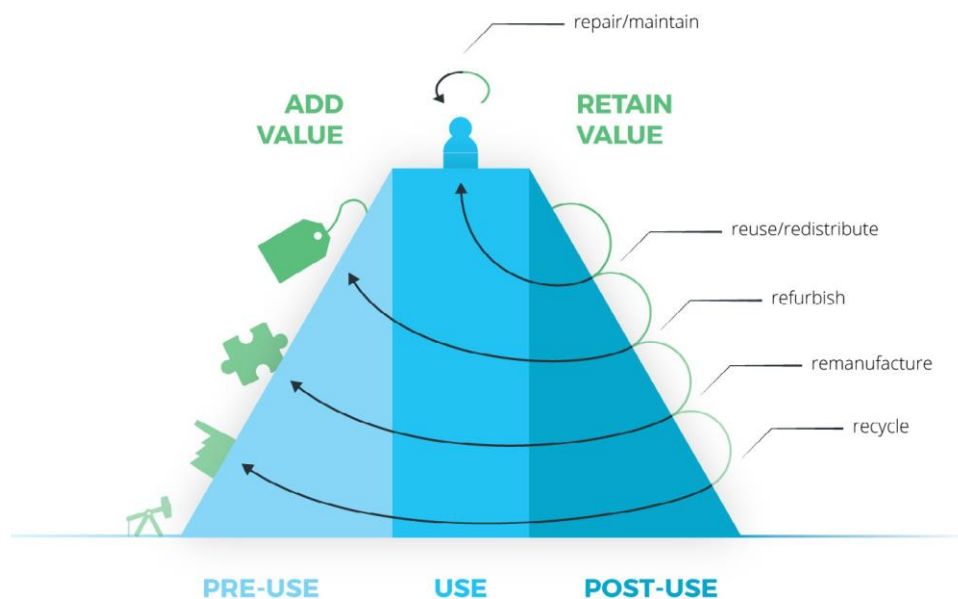 repair/maintain
ADD
VALUE
RETAIN
VALUE
reuse/redistribute
refurbish
remanufacture
recycle
PRE-USE
USE
POST-USE